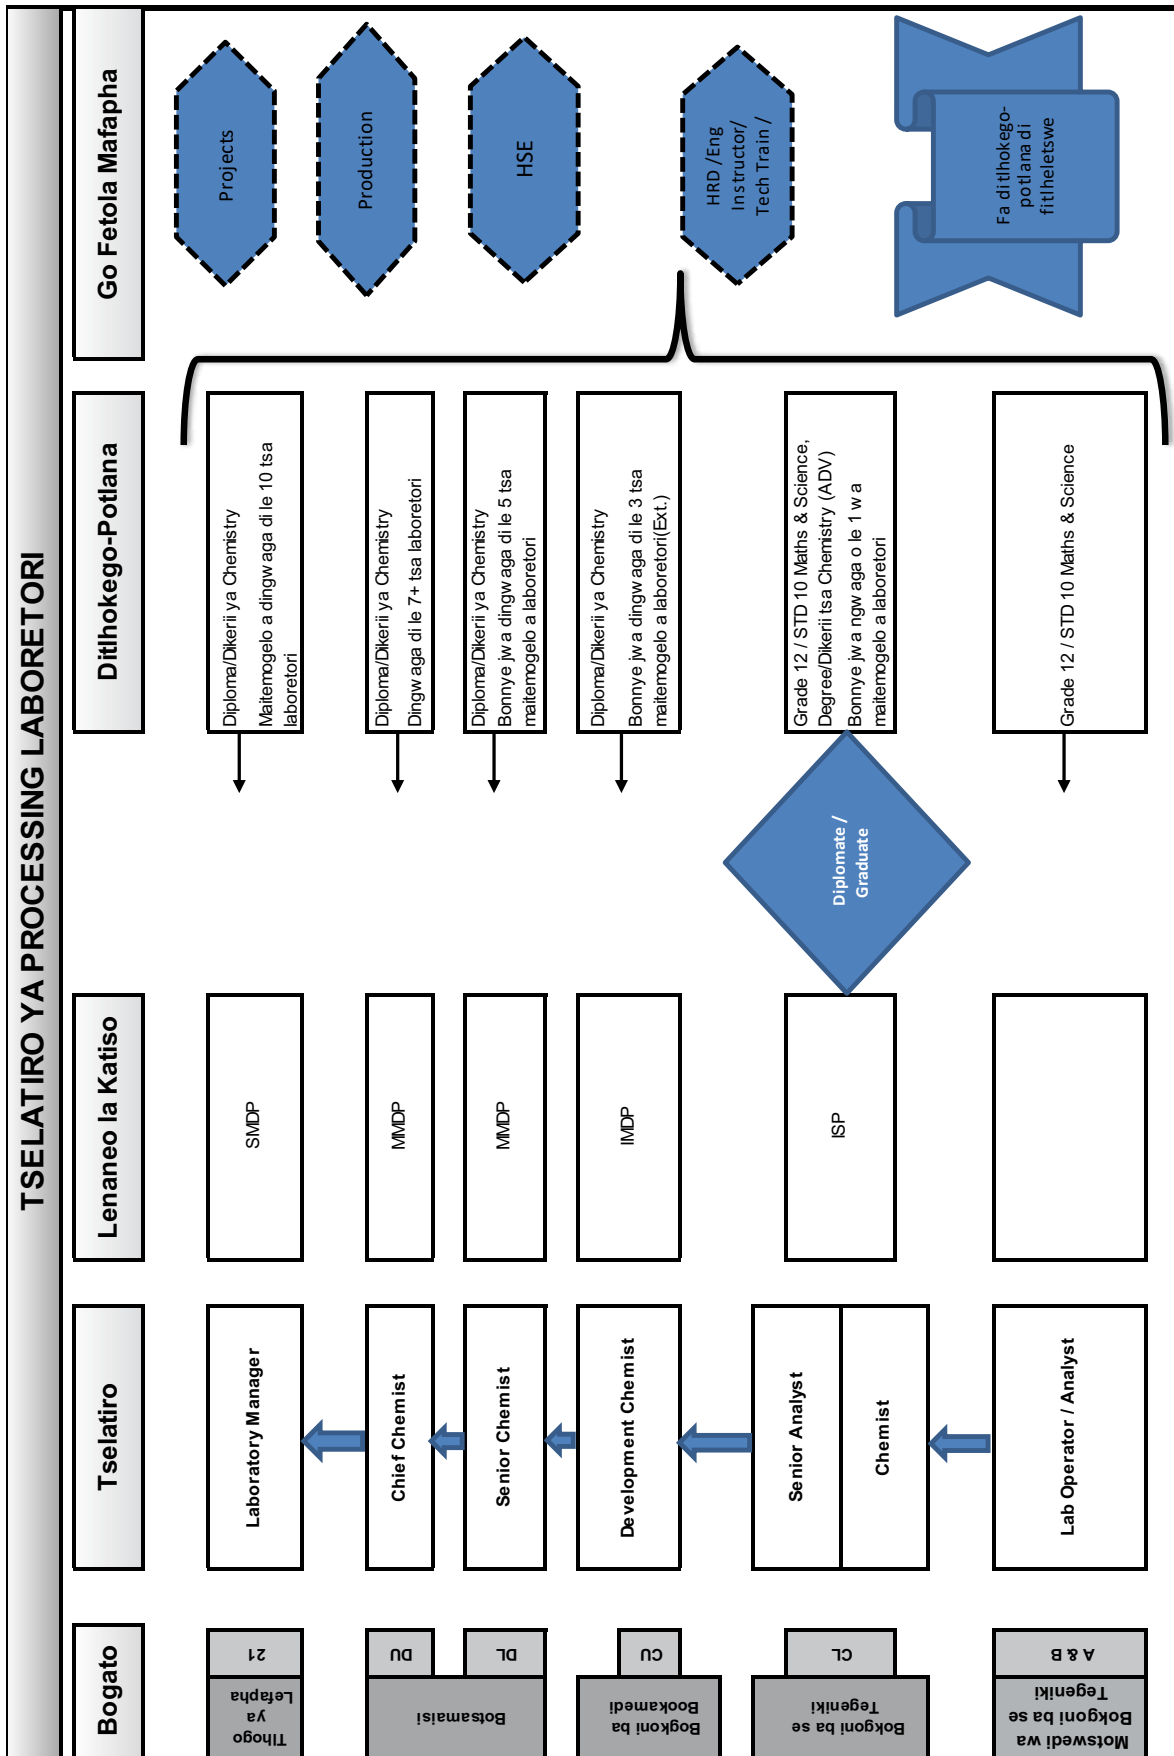 TSELATIRO YA PROCESSING LABORETORI
Bogato
Tselatiro
Lenaneo la Katiso
Ditlhokego-Potlana
Go Fetola Mafapha
Tlhogo
ya
Lefapha
21
Laboratory Manager
SMDP
Diploma/Dikerii ya Chemistry
Maitemogelo a dingwaga di le 10 tsa
laboretori
Projects
Botsamaisi
DU
Chief Chemist
MMDP
Diploma/Dikerii ya Chemistry
Dingwaga di le 7+ tsa laboretori
Production
DL
Senior Chemist
MMDP
Diploma/Dikerii ya Chemistry
Bonnye jwa dingwaga di le 5 tsa
maitemogelo a laboretori
HSE
Bogkoni ba
Bookamedi
CU
Development Chemist
IMDP
Diploma/Dikerii ya Chemistry
Bonnye jwa dingwaga di le 3 tsa
maitemogelo a laboretori(Ext.)
HRD /Eng
Instructor/
Tech Train /
Bokgoni ba se
Tegeniki
CL
Senior Analyst
Chemist
ISP
Diplomate /
Graduate
Grade 12 / STD 10 Maths & Science,
Degree/Dikerii tsa Chemistry (ADV)
Bonnye jwa ngwaga o le 1 wa
maitemogelo a laboretori
Motswedi wa
Bokgoni ba se
Tegeniki
A & B
Lab Operator / Analyst
Grade 12 / STD 10 Maths & Science
Fa ditlhokego-
potlana di
fitlheletswe